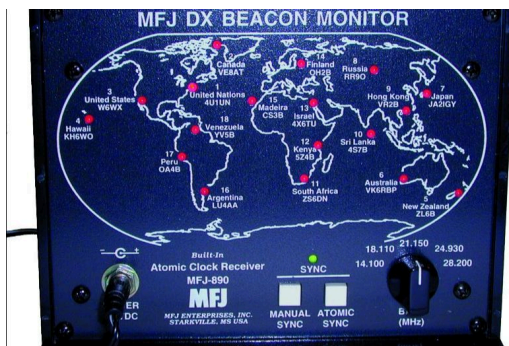 MFJ DX BEACON MONITOR
Canada
VE8AT
14
Finland
OH2B
8
Russia
RR9O
3
United States
W6WX
United Nations
4U1UN
15
Madeira
CS3B
13
Israel
4X6TU
9
Hong Kong
VR2B
7
Japan
JA2IGY
4
Hawaii
KH6WO
18
Venezuela
YV5B
12
Kenya
5Z4B
10
Sri Lanka
4S7B
17
Peru
OA4B
16
Argentina
LU4AA
11
South Africa
ZS6DN
6
Australia
VK6RBP
5
New Zealand
ZL6B
Built-In
Atomic Clock Receiver
MFJ-890
MFJ
MFJ ENTERPRISES, INC.
STARKVILLE, MS USA
SYNC
MANUAL
SYNC
ATOMIC
SYNC
14.100
18.110
21.150
24.930
28.200
(MHz)
- +
DC